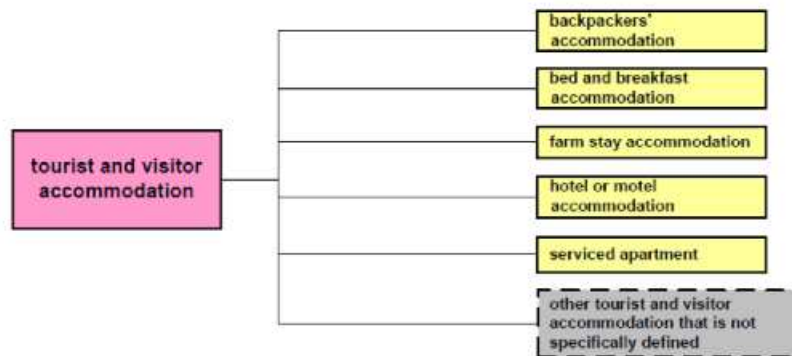 tourist and visitor
accommodation
backpackers'
accommodation
bed and breakfast
accommodation
farm stay accommodation
hotel or motel
accommodation
serviced apartment
other tourist and visitor
accommodation that is not
specifically defined